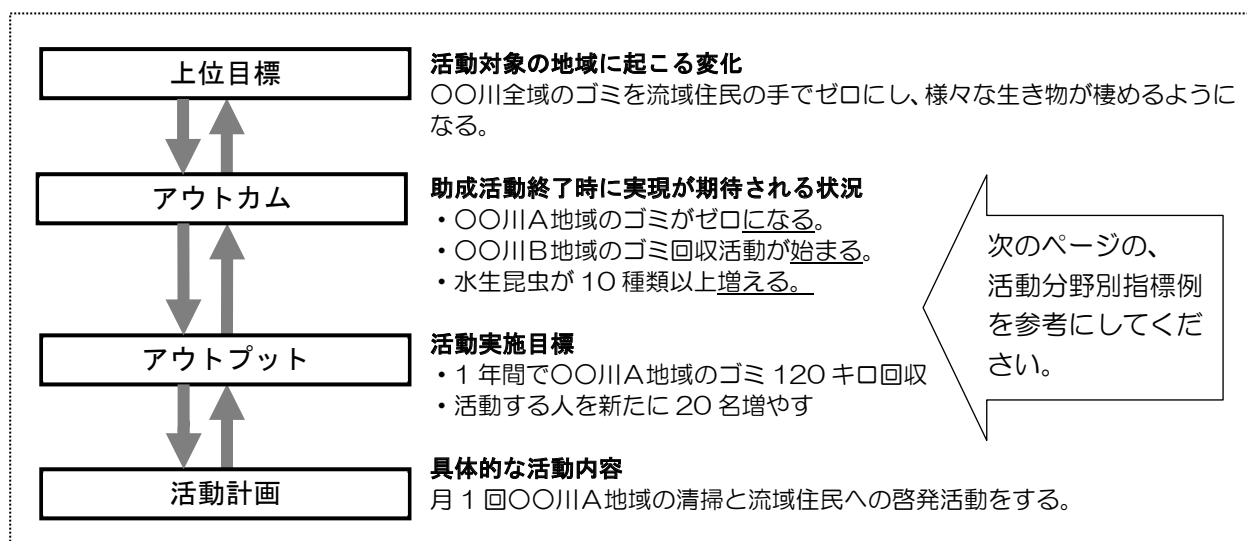 上位目標
活動対象の地域に起こる変化
〇〇川全域のゴミを流域住民の手でゼロにし、様々な生き物が棲めるように
なる。
アウトカム
助成活動終了時に実現が期待される状況
・〇〇川A地域のゴミがゼロになる。
・〇〇川B地域のゴミ回収活動が始まる。
・水生昆虫が 10 種類以上増える。
次のページの、
活動分野別指標例
を参考にしてくだ
さい。
アウトプット
活動実施目標
・1 年間で〇〇川A地域のゴミ 120 キロ回収
・活動する人を新たに 20 名増やす
活動計画
具体的な活動内容
月 1 回〇〇川A地域の清掃と流域住民への啓発活動をする。